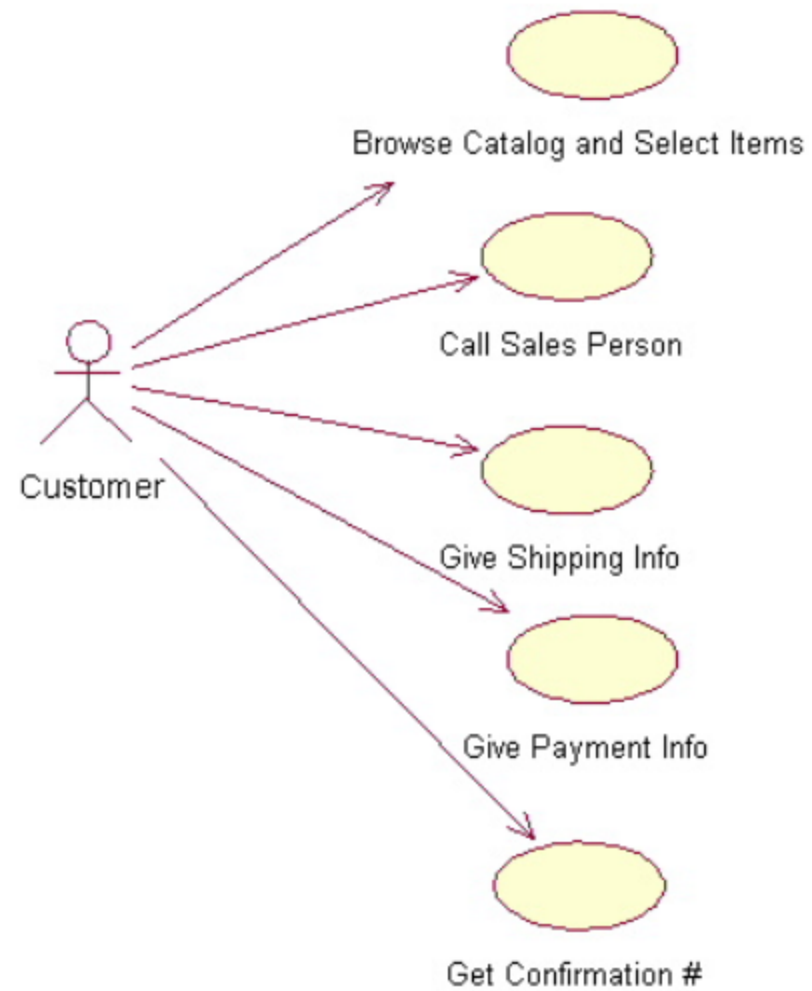 Browse Catalog and Select Items
Call Sales Person
Customer
Give Shipping Info
Give Payment Info
Get Confirmation #